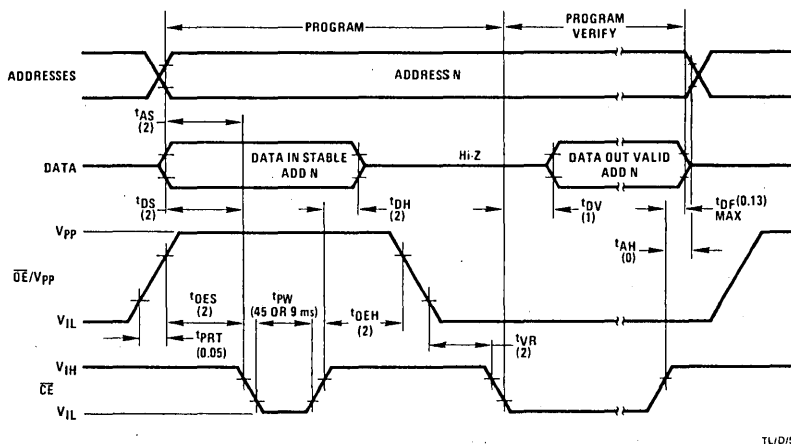 PROGRAM
PROGRAM
VERIFY
ADDRESSES
ADDRESS N
tAS
(2)
DATA
DATA IN STABLE
ADD N
Hi-Z
DATA OUT VALID
ADD N
tDS
(2)
tDH
(2)
tDV
(1)
tDF(0.13)
MAX
tAH
(0)
VPP
OE/VPP
VIL
tOES
(2)
tPW
(45 OR 9 ms)
tOEH
(2)
tPRT
(0.05)
tVR
(2)
VIH
CE
VIL